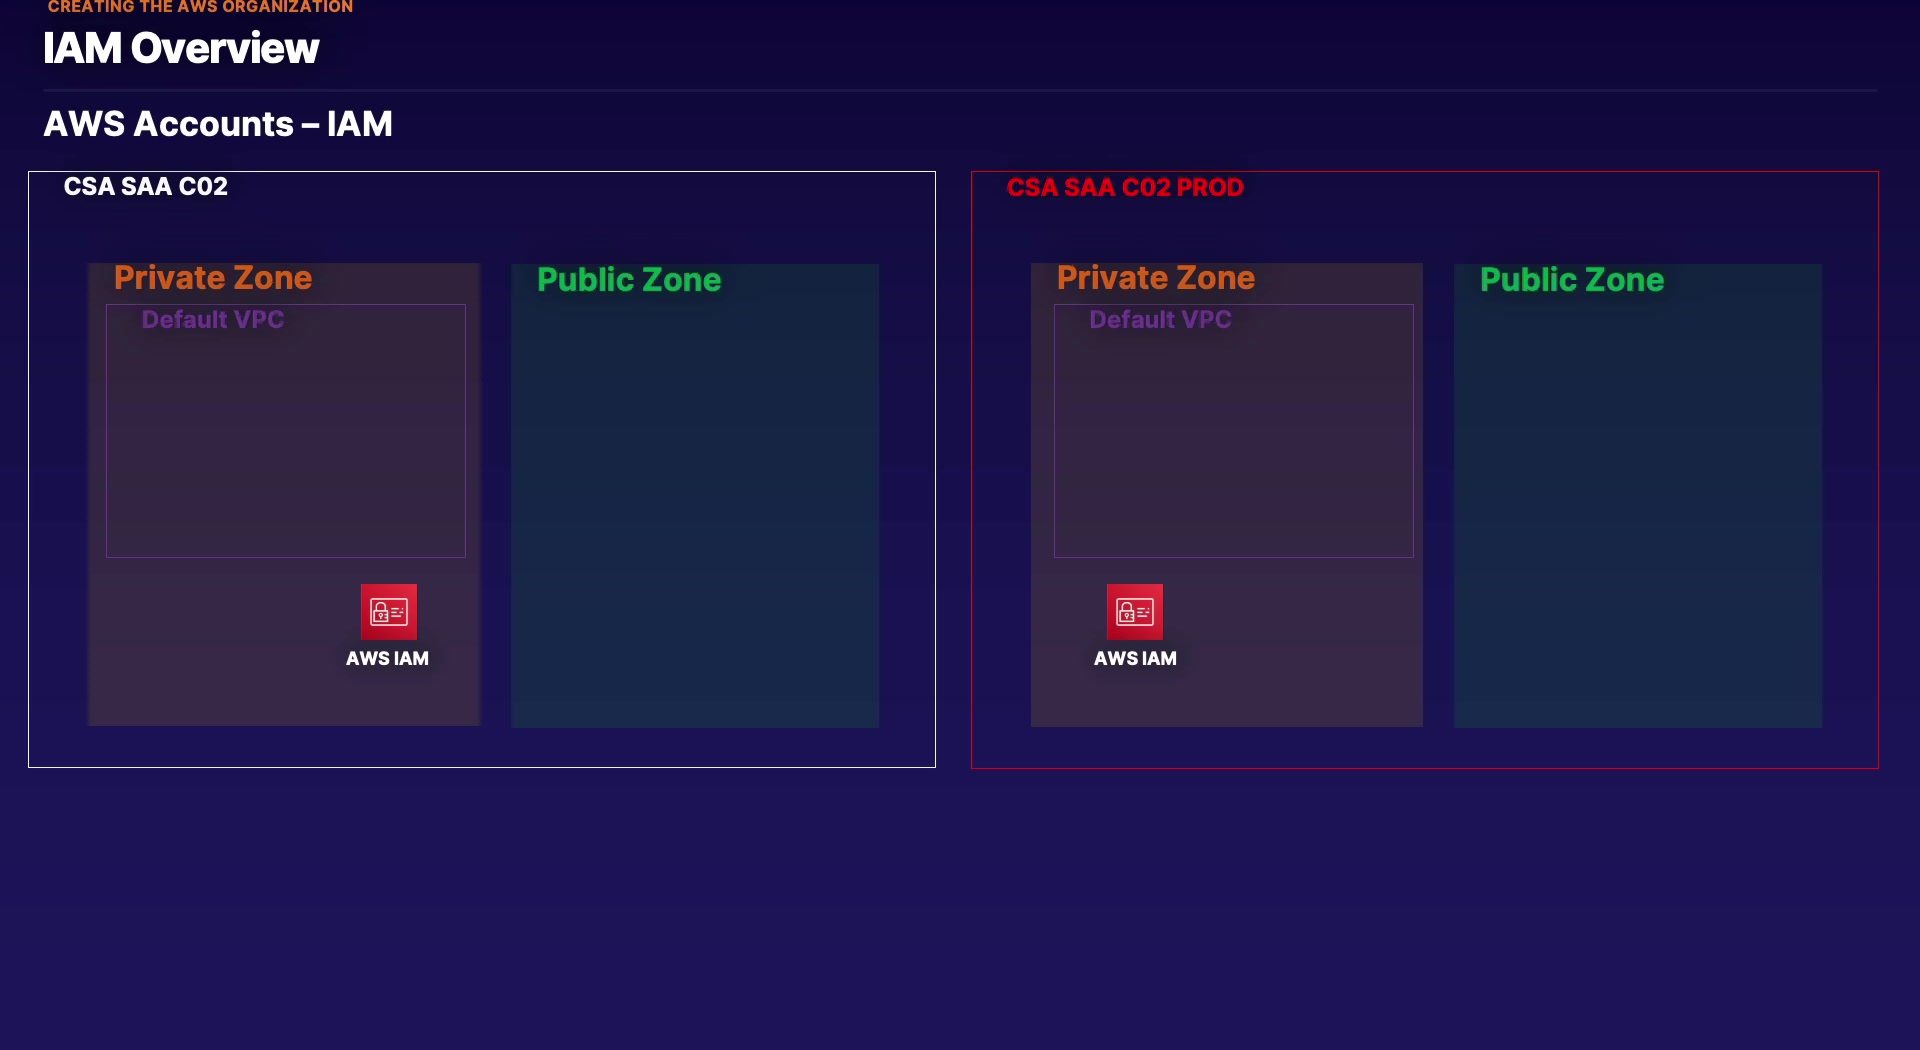 CREATING THE AWS ORGANIZATION
IAM Overview
AWS Accounts – IAM
CSA SAA C02
Private Zone
Default VPC
AWS IAM
Public Zone
CSA SAA C02 PROD
Private Zone
Default VPC
AWS IAM
Public Zone